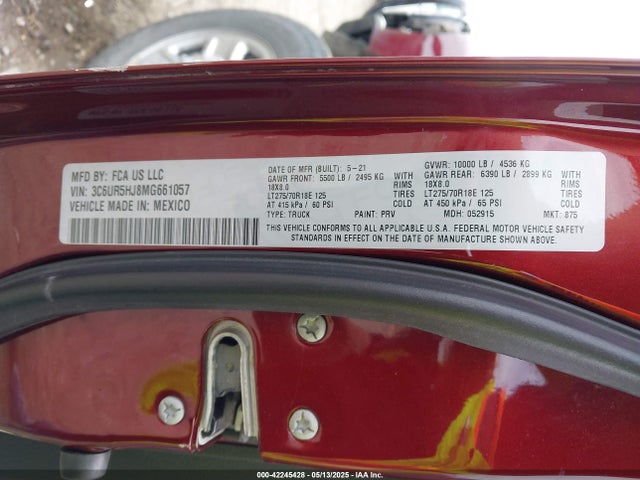 MFD BY: FCA US LLC
VIN: 3C6UR5HJ8MG661057
VEHICLE MADE IN: MEXICO
DATE OF MFR (BUILT): 5-21
GAWR FRONT: 5500 LB / 2495 KG WITH
18X8.0 RIMS
LT275/70R18E 125 TIRES
AT 415 kPa / 60 PSI COLD
TYPE: TRUCK PAINT: PRV
GVWR: 10000 LB / 4536 KG
GAWR REAR: 6390 LB / 2899 KG WITH
18X8.0 RIMS
LT275/70R18E 125 TIRES
AT 450 kPa / 65 PSI COLD
MDH: 052915 MKT: 875
THIS VEHICLE CONFORMS TO ALL APPLICABLE U.S.A. FEDERAL MOTOR VEHICLE SAFETY
STANDARDS IN EFFECT ON THE DATE OF MANUFACTURE SHOWN ABOVE
000-42245428 - 05/13/2025 - IAA Inc.